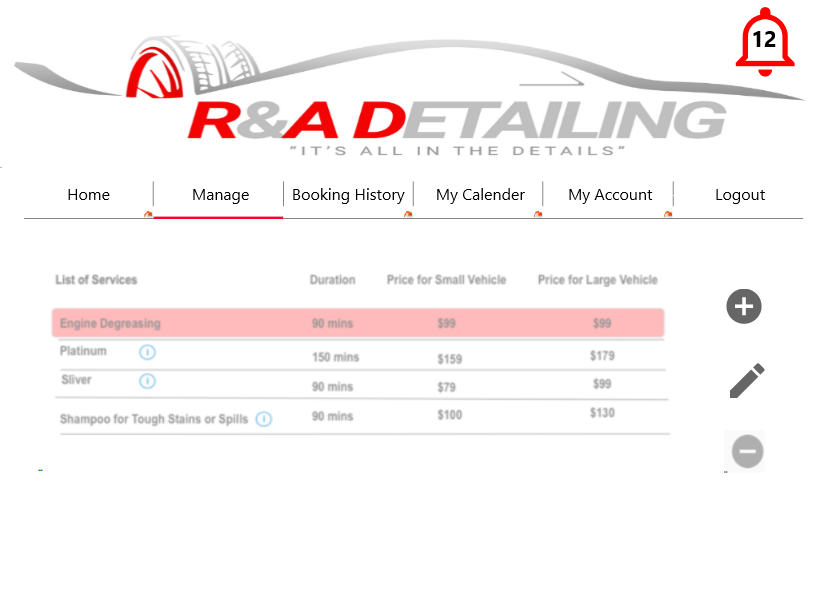 12
R&A DETAILING
"IT'S ALL IN THE DETAILS"
Home Manage Booking History My Calender My Account Logout
List of Services Duration Price for Small Vehicle Price for Large Vehicle
Engine Degreasing 90 mins $99 $99
Platinum i 150 mins $159 $179
Sliver i 90 mins $79 $99
Shampoo for Tough Stains or Spills i 90 mins $100 $130